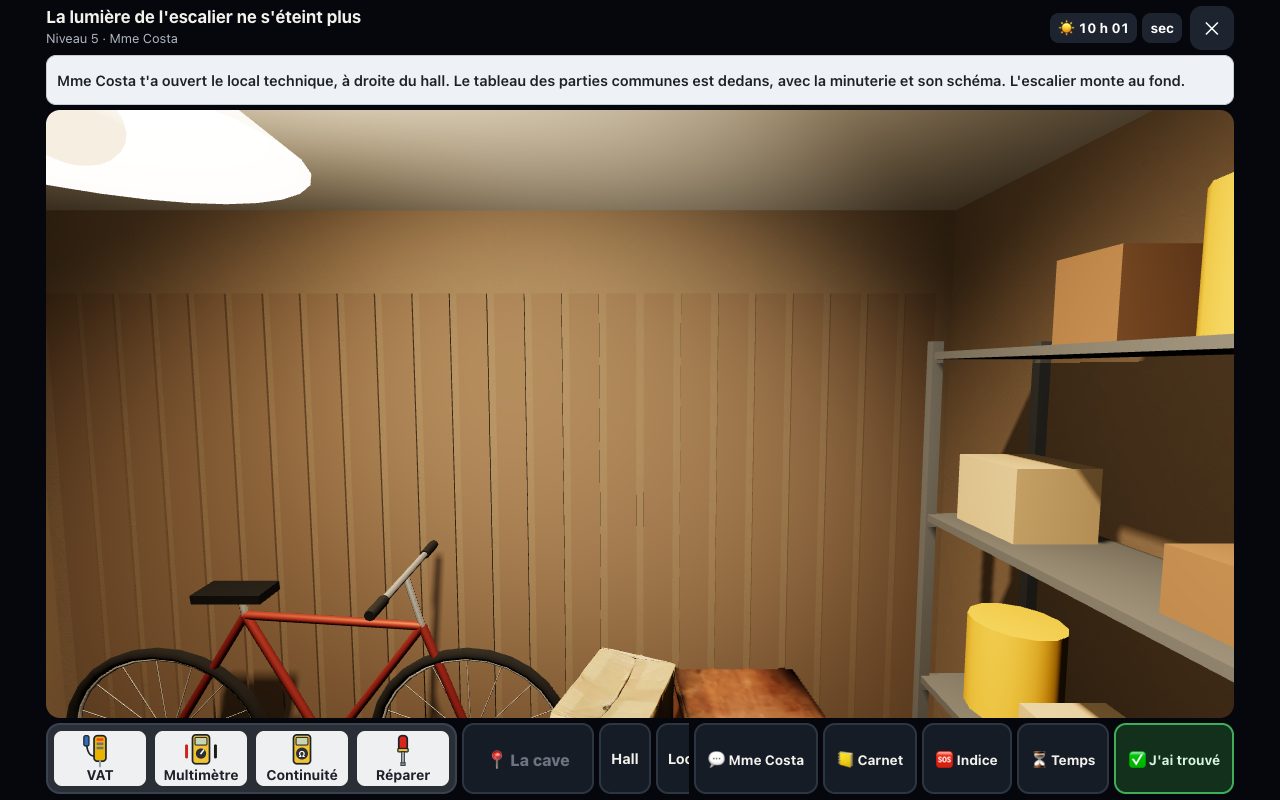 La lumière de l'escalier ne s'éteint plus
Niveau 5 · Mme Costa
10 h 01
sec
Mme Costa t'a ouvert le local technique, à droite du hall. Le tableau des parties communes est dedans, avec la minuterie et son schéma. L'escalier monte au fond.
VAT
Multimètre
Continuité
Ω
Réparer
La cave
Hall
Loc
Mme Costa
Carnet
SOS
Indice
Temps
J'ai trouvé